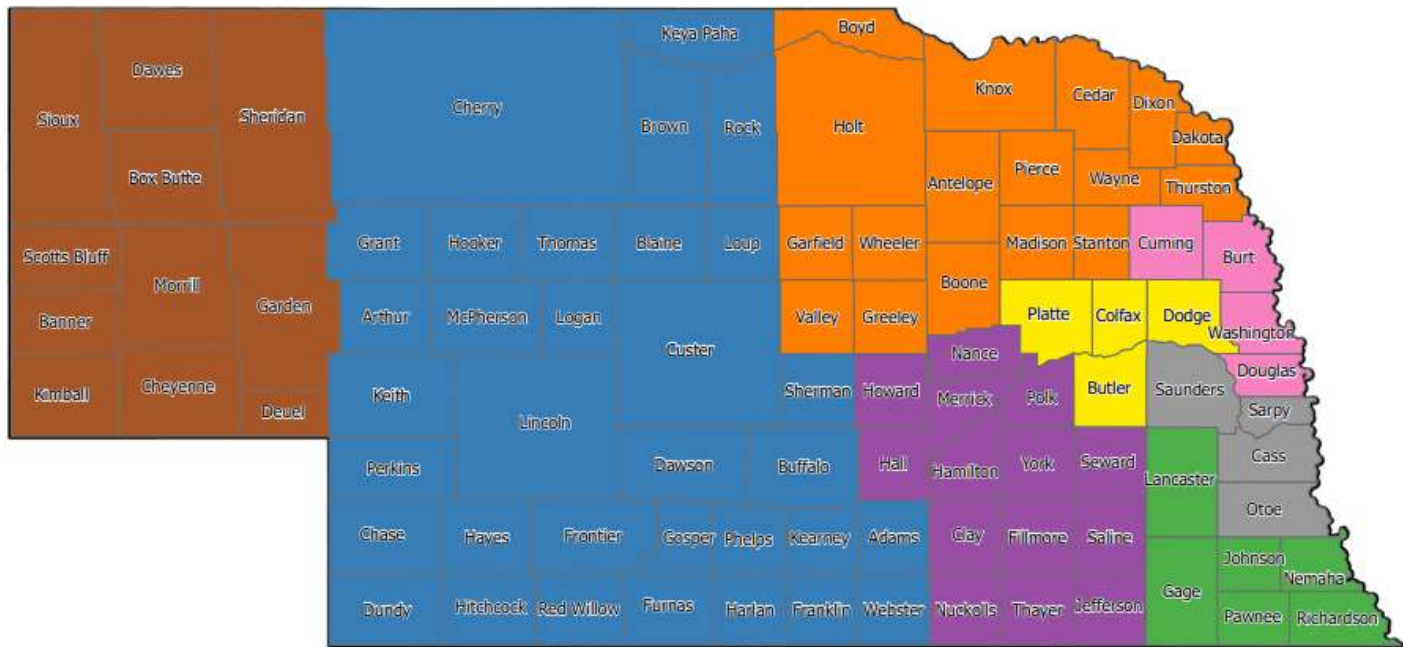 Keya Paha
Boyd
Dawes
Knox
Cedar
Dixon
Sioux
Sheridan
Cherry
Brown
Rock
Holt
Dakota
Box Butte
Antelope
Pierce
Wayne
Thurston
Scotts Bluff
Grant
Hooker
Thomas
Blaine
Loup
Garfield
Wheeler
Madison
Stanton
Cuming
Burt
Morrill
Garden
Boone
Banner
Arthur
McPherson
Logan
Custer
Valley
Greeley
Platte
Colfax
Dodge
Washington
Nance
Kimball
Cheyenne
Deuel
Keith
Lincoln
Sherman
Howard
Merrick
Polk
Butler
Saunders
Douglas
Sarpy
Perkins
Dawson
Buffalo
Hall
Hamilton
York
Seward
Lancaster
Cass
Otoe
Chase
Hayes
Frontier
Gosper
Phelps
Kearney
Adams
Clay
Fillmore
Saline
Johnson
Nemaha
Dundy
Hitchcock
Red Willow
Furnas
Harlan
Franklin
Webster
Nuckolls
Thayer
Jefferson
Gage
Pawnee
Richardson